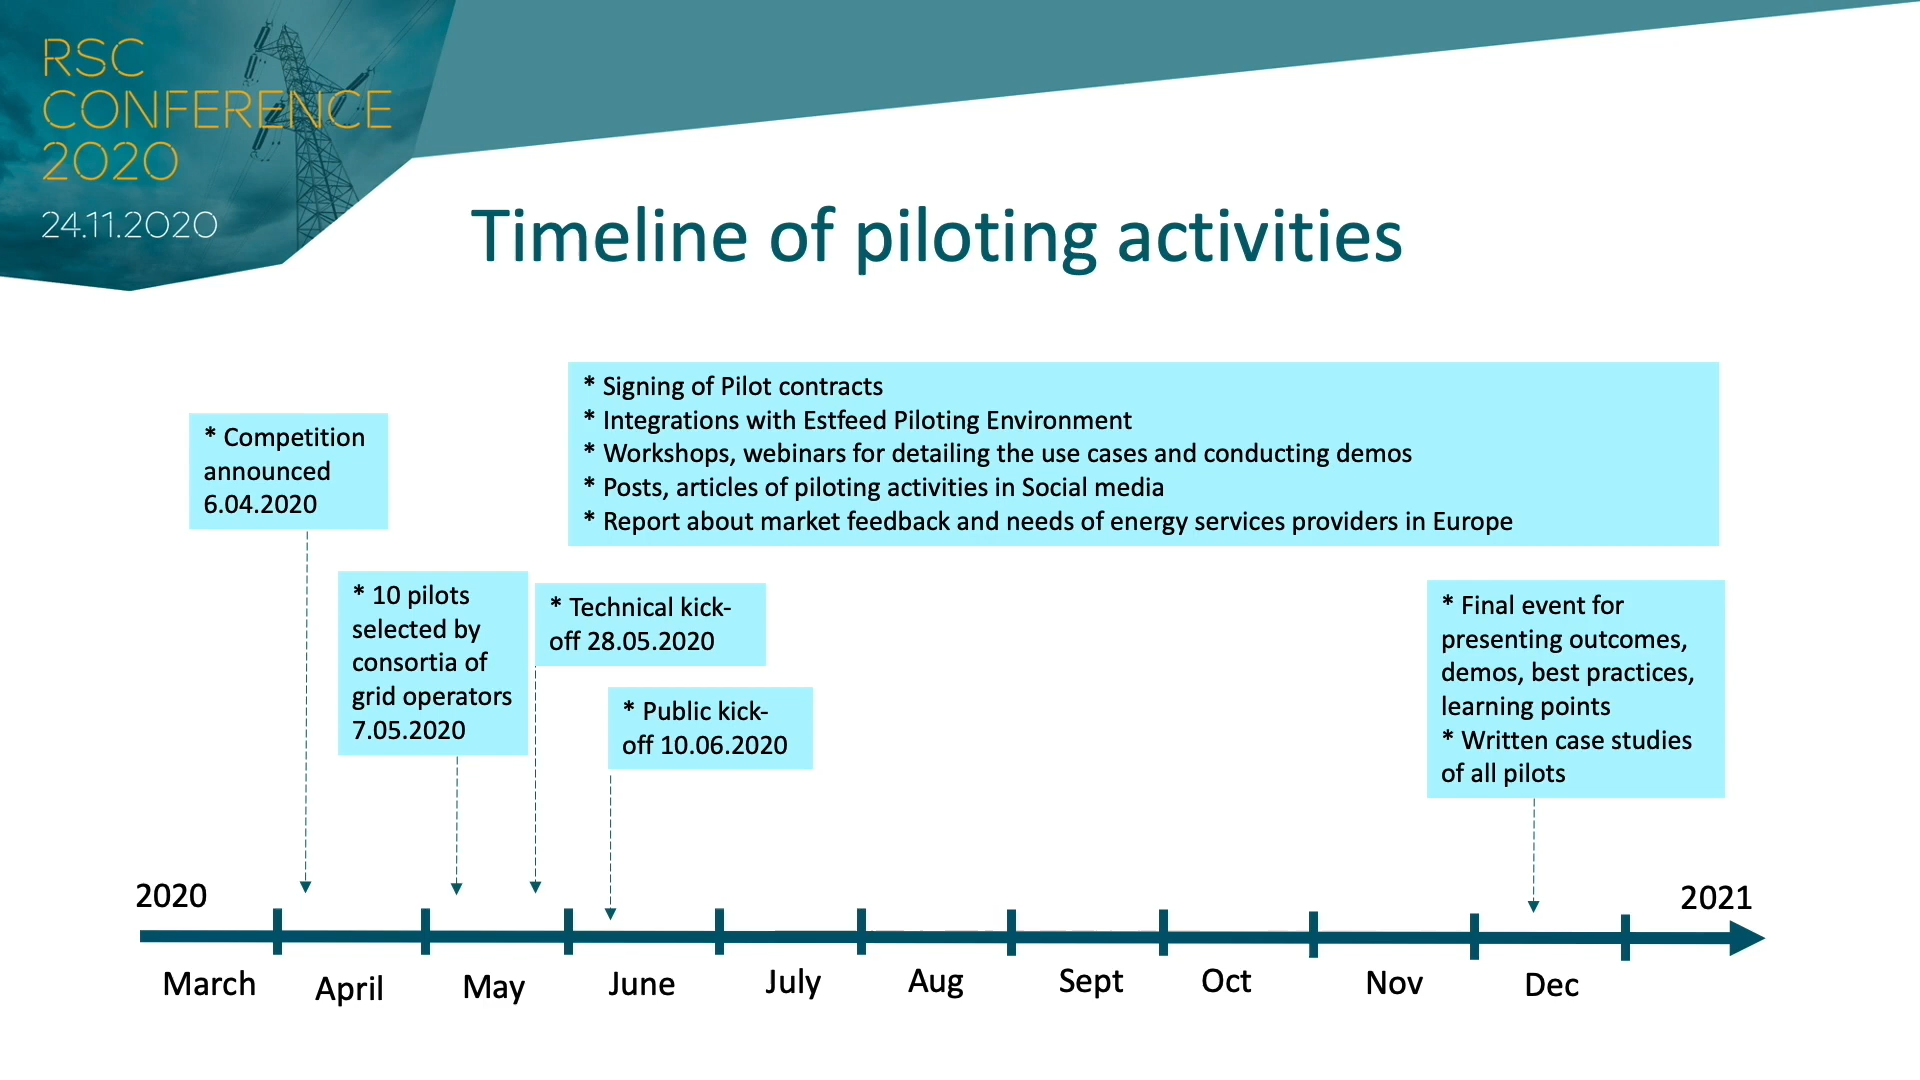 RSC
CONFERENCE
2020
24.11.2020
Timeline of piloting activities
* Signing of Pilot contracts
* Integrations with Estfeed Piloting Environment
* Workshops, webinars for detailing the use cases and conducting demos
* Posts, articles of piloting activities in Social media
* Report about market feedback and needs of energy services providers in Europe
* Competition
announced
6.04.2020
* 10 pilots
selected by
consortia of
grid operators
7.05.2020
* Technical kick-
off 28.05.2020
* Public kick-
off 10.06.2020
* Final event for
presenting outcomes,
demos, best practices,
learning points
* Written case studies
of all pilots
2020
2021
March
April
May
June
July
Aug
Sept
Oct
Nov
Dec